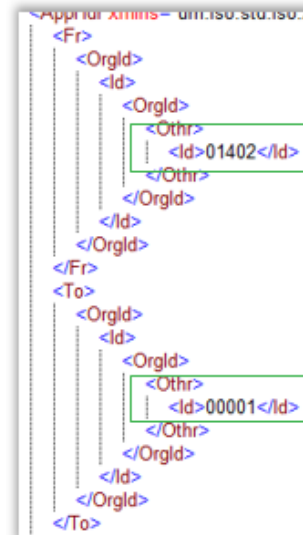 <Fr>
<OrgId>
<Id>
<OrgId>
<Othr>
<Id>01402</Id>
</Othr>
</OrgId>
</Id>
</OrgId>
</Fr>
<To>
<OrgId>
<Id>
<OrgId>
<Othr>
<Id>00001</Id>
</Othr>
</OrgId>
</Id>
</OrgId>
</To>